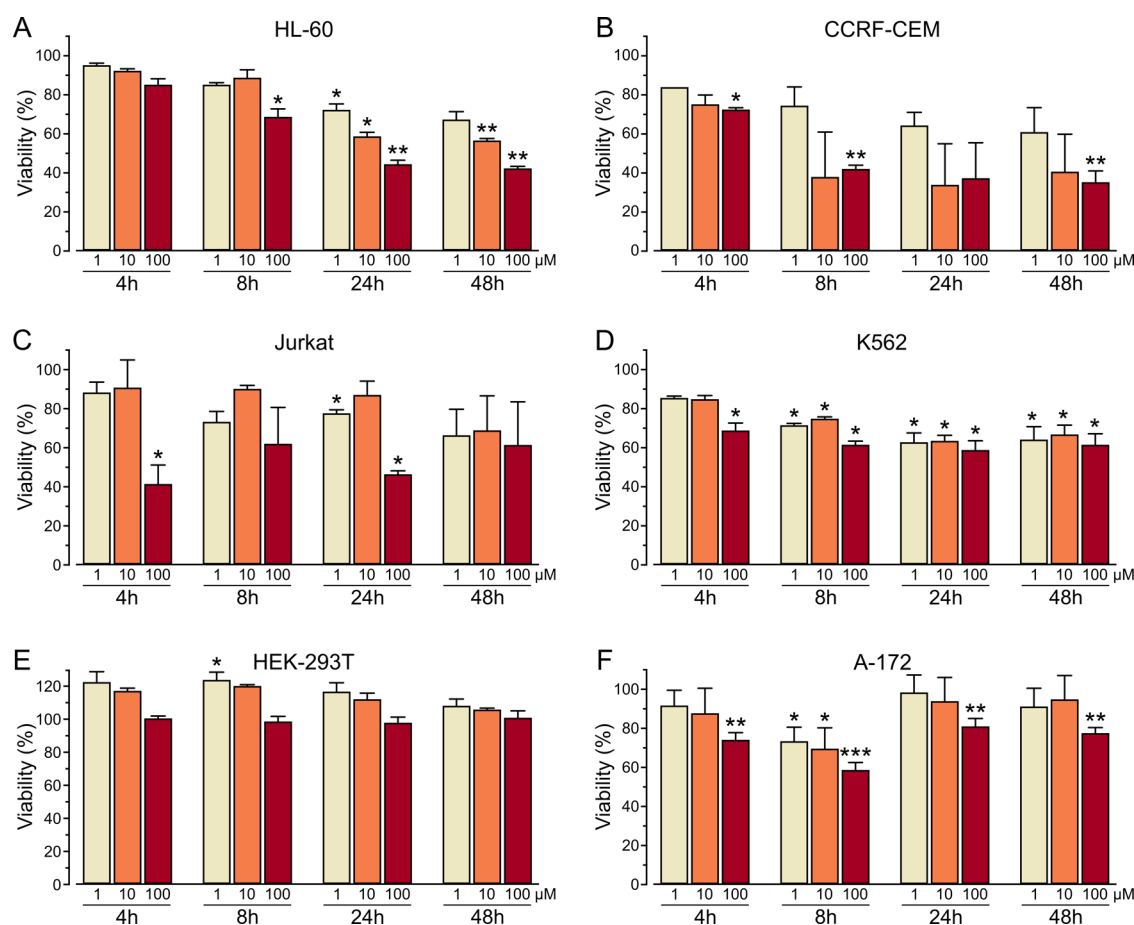 A HL-60
Viability (%)
100
80
60
40
20
0
* * * ** ** **
1 10 100 1 10 100 1 10 100 1 10 100 µM
4h 8h 24h 48h
B CCRF-CEM
Viability (%)
100
80
60
40
20
0
* ** **
1 10 100 1 10 100 1 10 100 1 10 100 µM
4h 8h 24h 48h
C Jurkat
Viability (%)
100
80
60
40
20
0
* * *
1 10 100 1 10 100 1 10 100 1 10 100 µM
4h 8h 24h 48h
D K562
Viability (%)
100
80
60
40
20
0
* * * * * * * * * *
1 10 100 1 10 100 1 10 100 1 10 100 µM
4h 8h 24h 48h
E HEK-293T
Viability (%)
120
100
80
60
40
20
0
*
1 10 100 1 10 100 1 10 100 1 10 100 µM
4h 8h 24h 48h
F A-172
Viability (%)
100
80
60
40
20
0
** * * *** ** **
1 10 100 1 10 100 1 10 100 1 10 100 µM
4h 8h 24h 48h